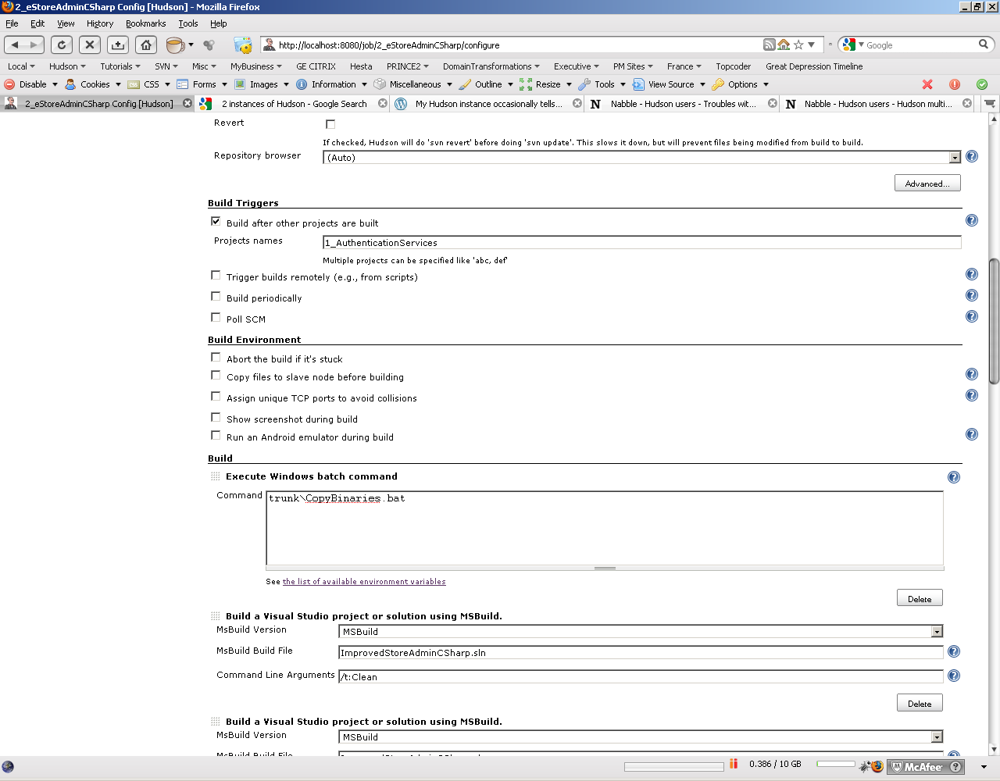 2_eStoreAdminCSharp Config [Hudson] - Mozilla Firefox
File Edit View History Bookmarks Tools Help
http://localhost:8080/job/2_eStoreAdminCSharp/configure Google
Local Hudson Tutorials SVN Misc MyBusiness GE CITRIX Hesta PRINCE2 DomainTransformations Executive PM Sites France Topcoder Great Depression Timeline
Disable Cookies CSS Forms Images Information Miscellaneous Outline Resize Tools View Source Options
2_eStoreAdminCSharp Config [Hudson] 2 instances of Hudson - Google Search My Hudson instance occasionally tells... Nabble - Hudson users - Troubles wit... Nabble - Hudson users - Hudson multi...
Revert
If checked, Hudson will do 'svn revert' before doing 'svn update'. This slows it down, but will prevent files being modified from build to build.
Repository browser (Auto)
Advanced...
Build Triggers
Build after other projects are built
Projects names 1_AuthenticationServices
Multiple projects can be specified like 'abc, def'
Trigger builds remotely (e.g., from scripts)
Build periodically
Poll SCM
Build Environment
Abort the build if it's stuck
Copy files to slave node before building
Assign unique TCP ports to avoid collisions
Show screenshot during build
Run an Android emulator during build
Build
Execute Windows batch command
Command trunk\CopyBinaries.bat
See the list of available environment variables
Delete
Build a Visual Studio project or solution using MSBuild.
MsBuild Version MSBuild
MsBuild Build File ImprovedStoreAdminCSharp.sln
Command Line Arguments /t:Clean
Delete
Build a Visual Studio project or solution using MSBuild.
MsBuild Version MSBuild
MsBuild Build File
0.386 / 10 GB McAfee